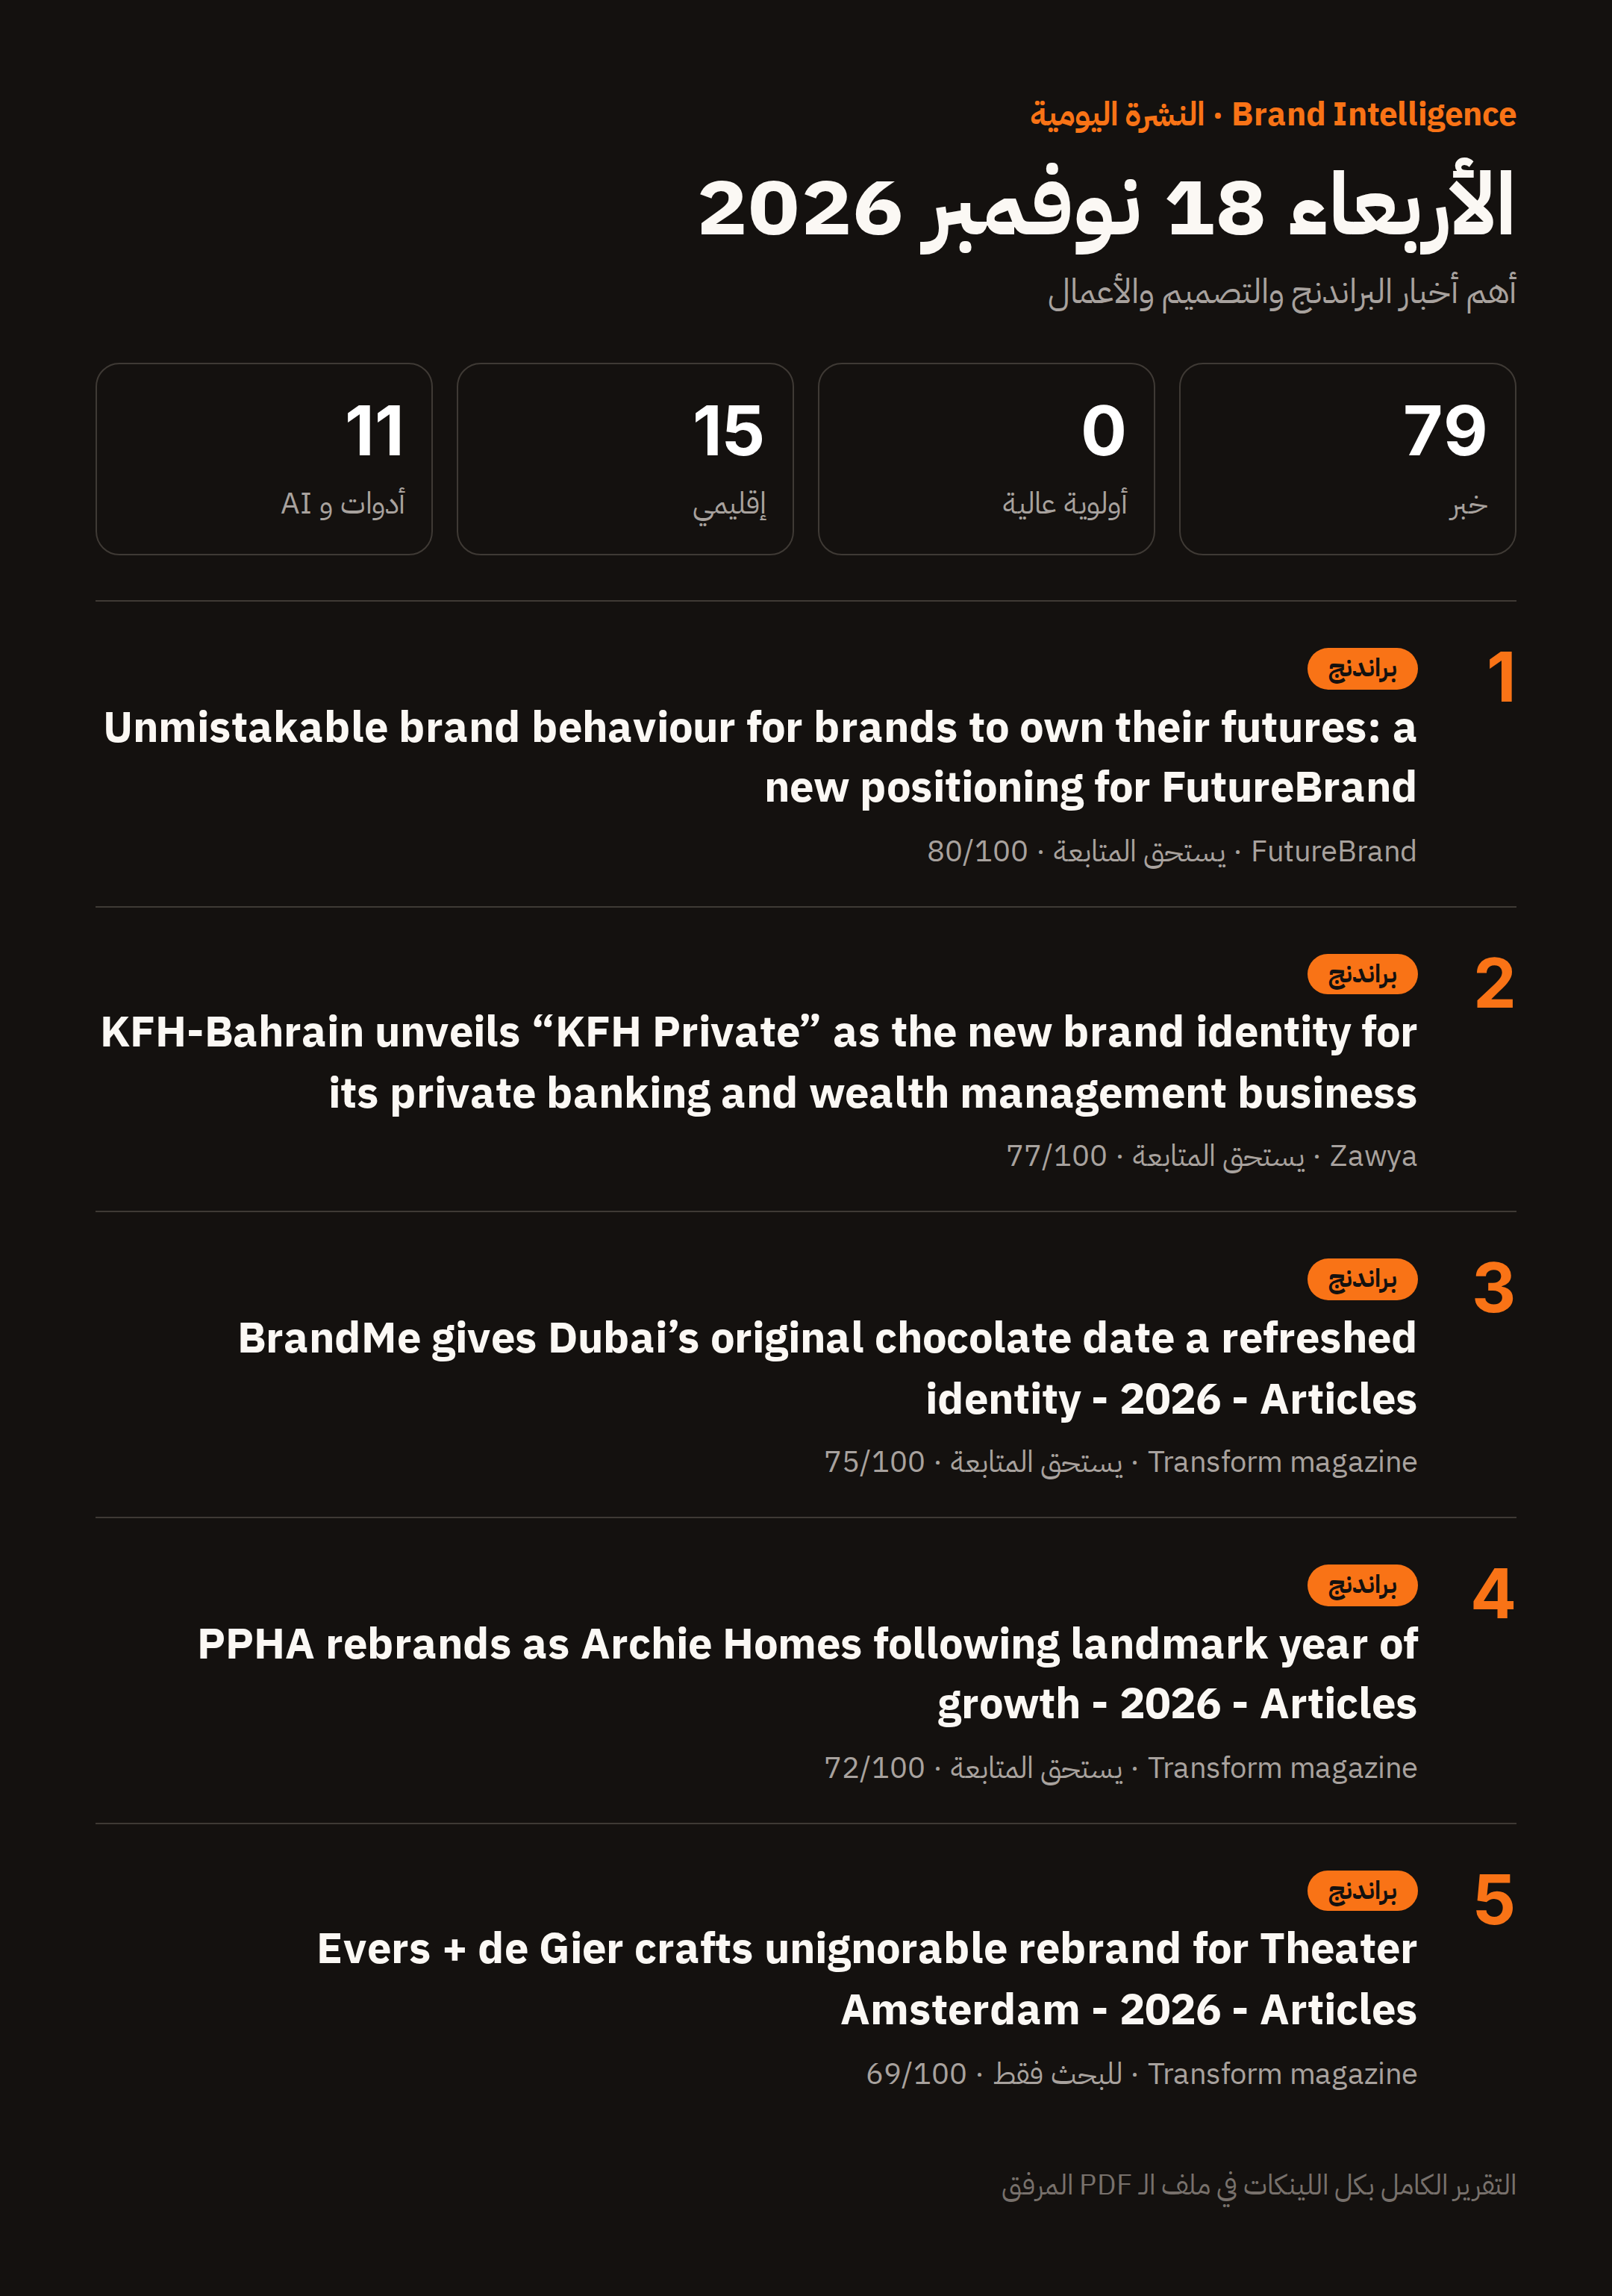 Brand Intelligence · النشرة اليومية
الأربعاء 18 نوفمبر 2026
أهم أخبار البراندنج والتصميم والأعمال
79
خبر
0
أولوية عالية
15
إقليمي
11
أدوات و AI
1
براندنج
Unmistakable brand behaviour for brands to own their futures: a
new positioning for FutureBrand
FutureBrand · يستحق المتابعة · 80/100
2
براندنج
KFH-Bahrain unveils “KFH Private” as the new brand identity for
its private banking and wealth management business
Zawya · يستحق المتابعة · 77/100
3
براندنج
BrandMe gives Dubai’s original chocolate date a refreshed
identity - 2026 - Articles
Transform magazine · يستحق المتابعة · 75/100
4
براندنج
PPHA rebrands as Archie Homes following landmark year of
growth - 2026 - Articles
Transform magazine · يستحق المتابعة · 72/100
5
براندنج
Evers + de Gier crafts unignorable rebrand for Theater
Amsterdam - 2026 - Articles
Transform magazine · للبحث فقط · 69/100
التقرير الكامل بكل اللينكات في ملف الـ PDF المرفق